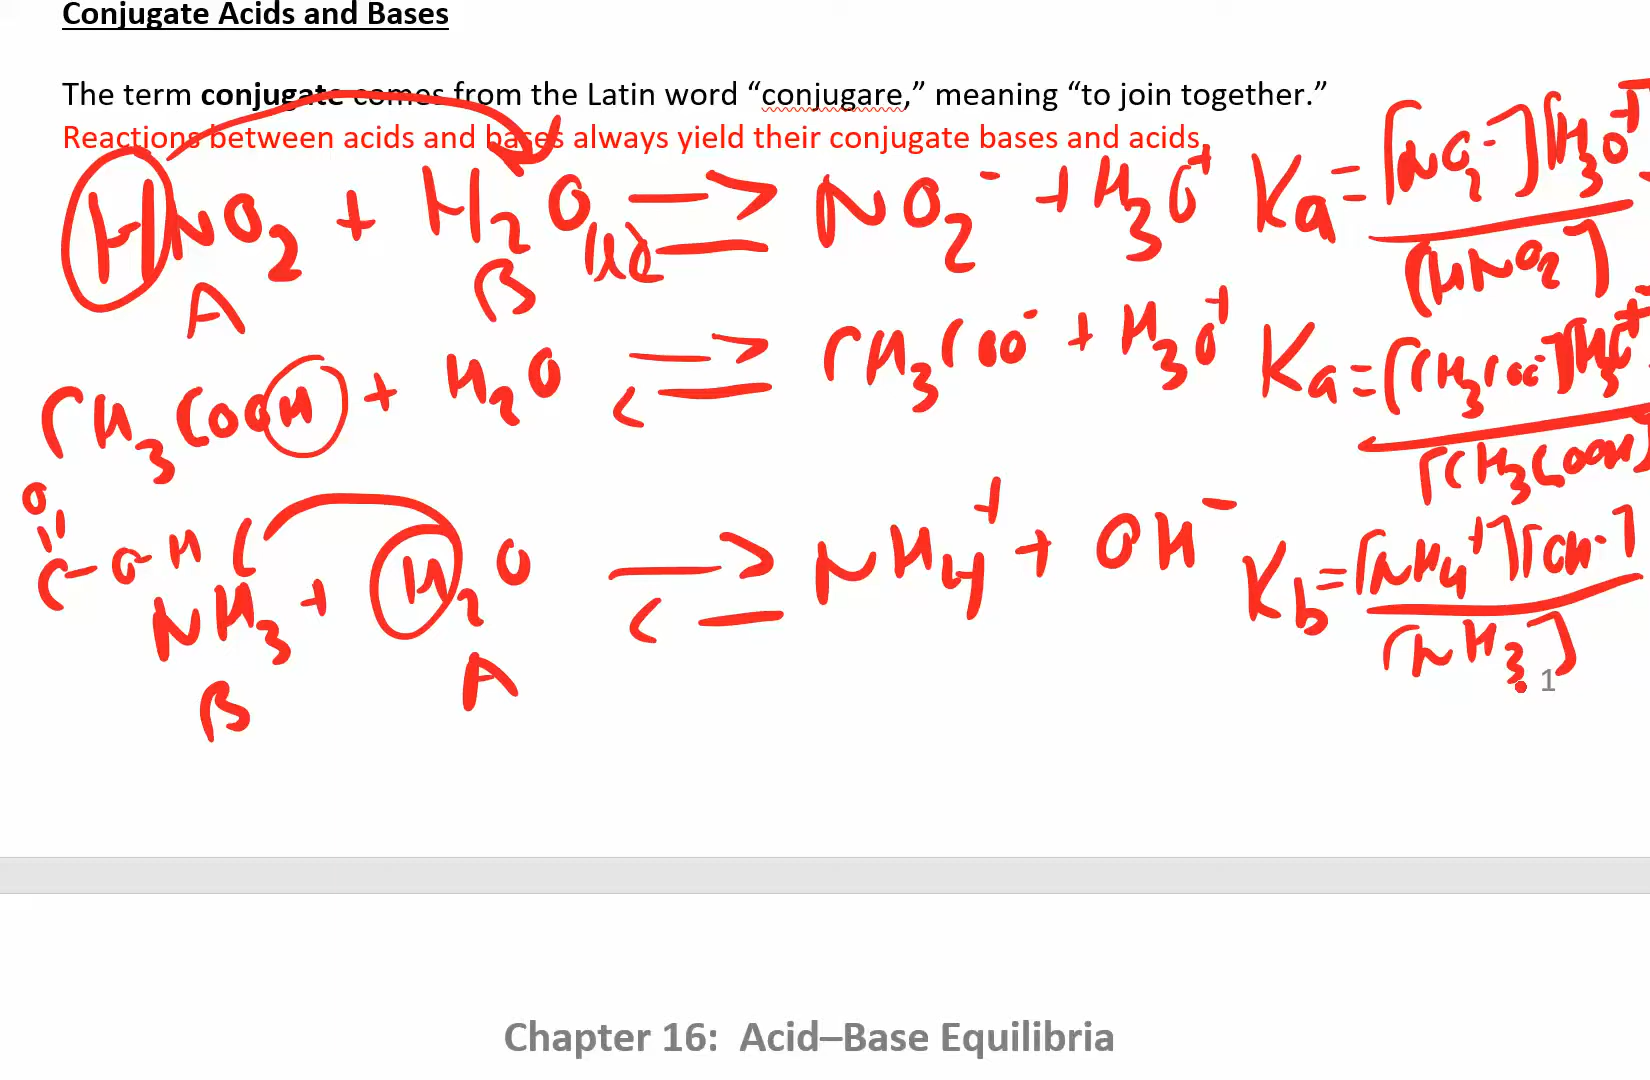 Conjugate Acids and Bases
The term conjugate comes from the Latin word “conjugare,” meaning “to join together.”
Reactions between acids and bases always yield their conjugate bases and acids.
HNO₂ + H₂O ⇌ NO₂⁻ + H₃O⁺ Ka = [NO₂⁻][H₃O⁺] / [HNO₂]
A B
CH₃COOH + H₂O ⇌ CH₃COO⁻ + H₃O⁺ Ka = [CH₃COO⁻][H₃O⁺] / [CH₃COOH]
O
C-O-H
NH₃ + H₂O ⇌ NH₄⁺ + OH⁻ Kb = [NH₄⁺][OH⁻] / [NH₃]
B A
1
Chapter 16: Acid–Base Equilibria